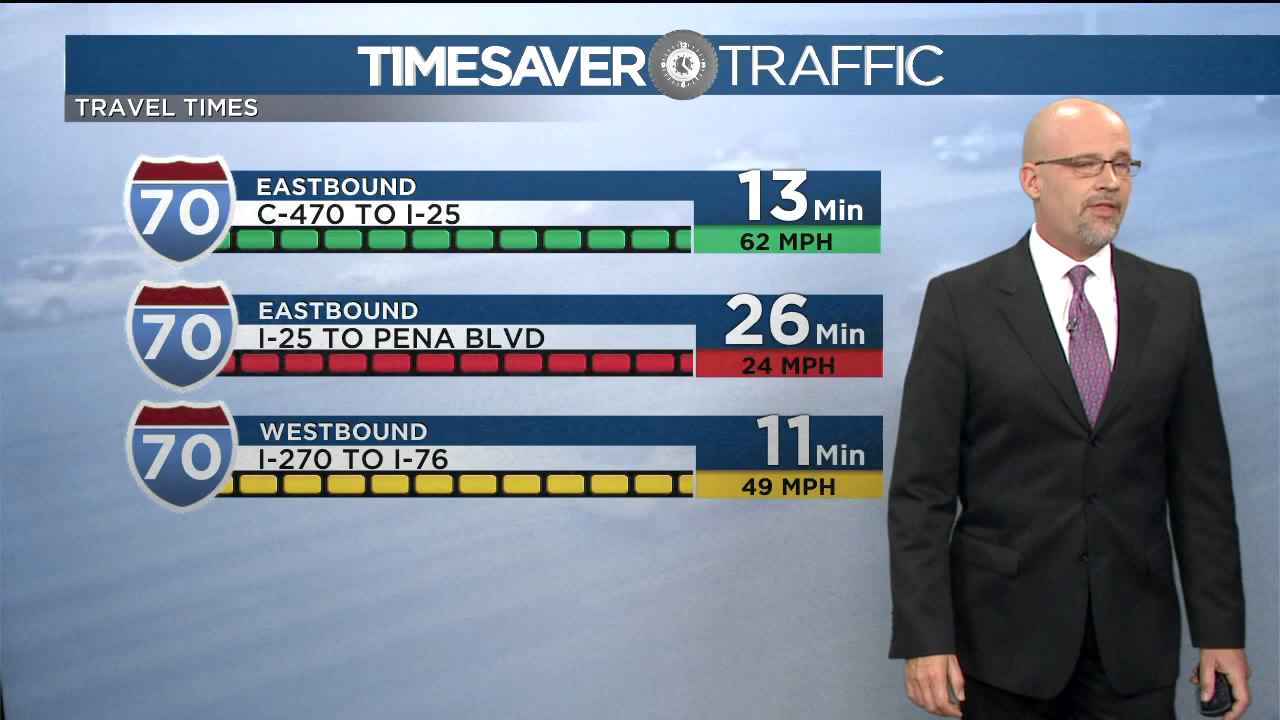 TIMESAVER TRAFFIC
TRAVEL TIMES
70
EASTBOUND
C-470 TO I-25
13 Min
62 MPH
70
EASTBOUND
I-25 TO PENA BLVD
26 Min
24 MPH
70
WESTBOUND
I-270 TO I-76
11 Min
49 MPH